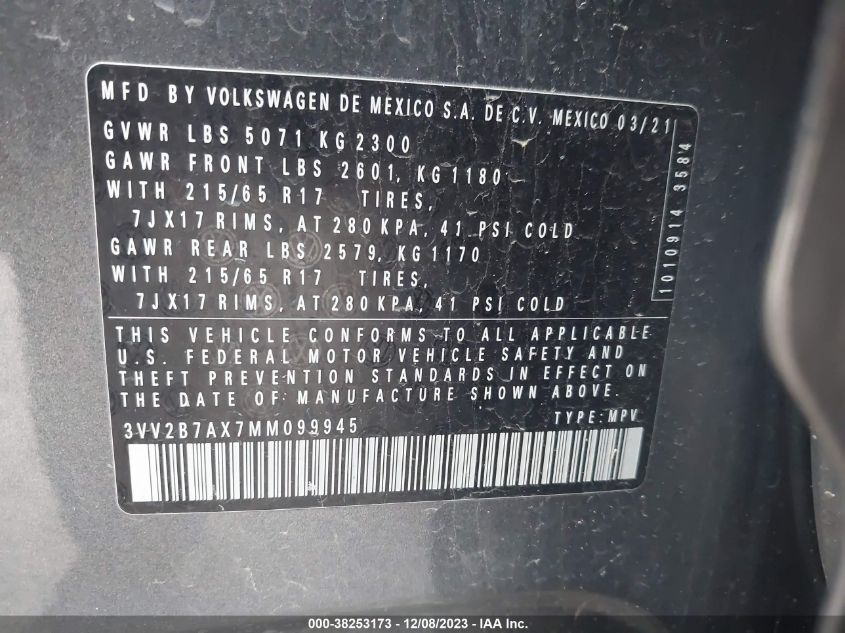 MFD BY VOLKSWAGEN DE MEXICO S.A. DE C.V. MEXICO 03/21
GVWR LBS 5071 KG 2300
GAWR FRONT LBS 2601, KG 1180
WITH 215/65 R17 TIRES,
7JX17 RIMS, AT 280 KPA, 41 PSI COLD
GAWR REAR LBS 2579, KG 1170
WITH 215/65 R17 TIRES,
7JX17 RIMS, AT 280 KPA, 41 PSI COLD
1010914 3584
THIS VEHICLE CONFORMS TO ALL APPLICABLE
U.S. FEDERAL MOTOR VEHICLE SAFETY AND
THEFT PREVENTION STANDARDS IN EFFECT ON
THE DATE OF MANUFACTURE SHOWN ABOVE.
3VV2B7AX7MM099945 TYPE: MPV
000-38253173 - 12/08/2023 - IAA Inc.